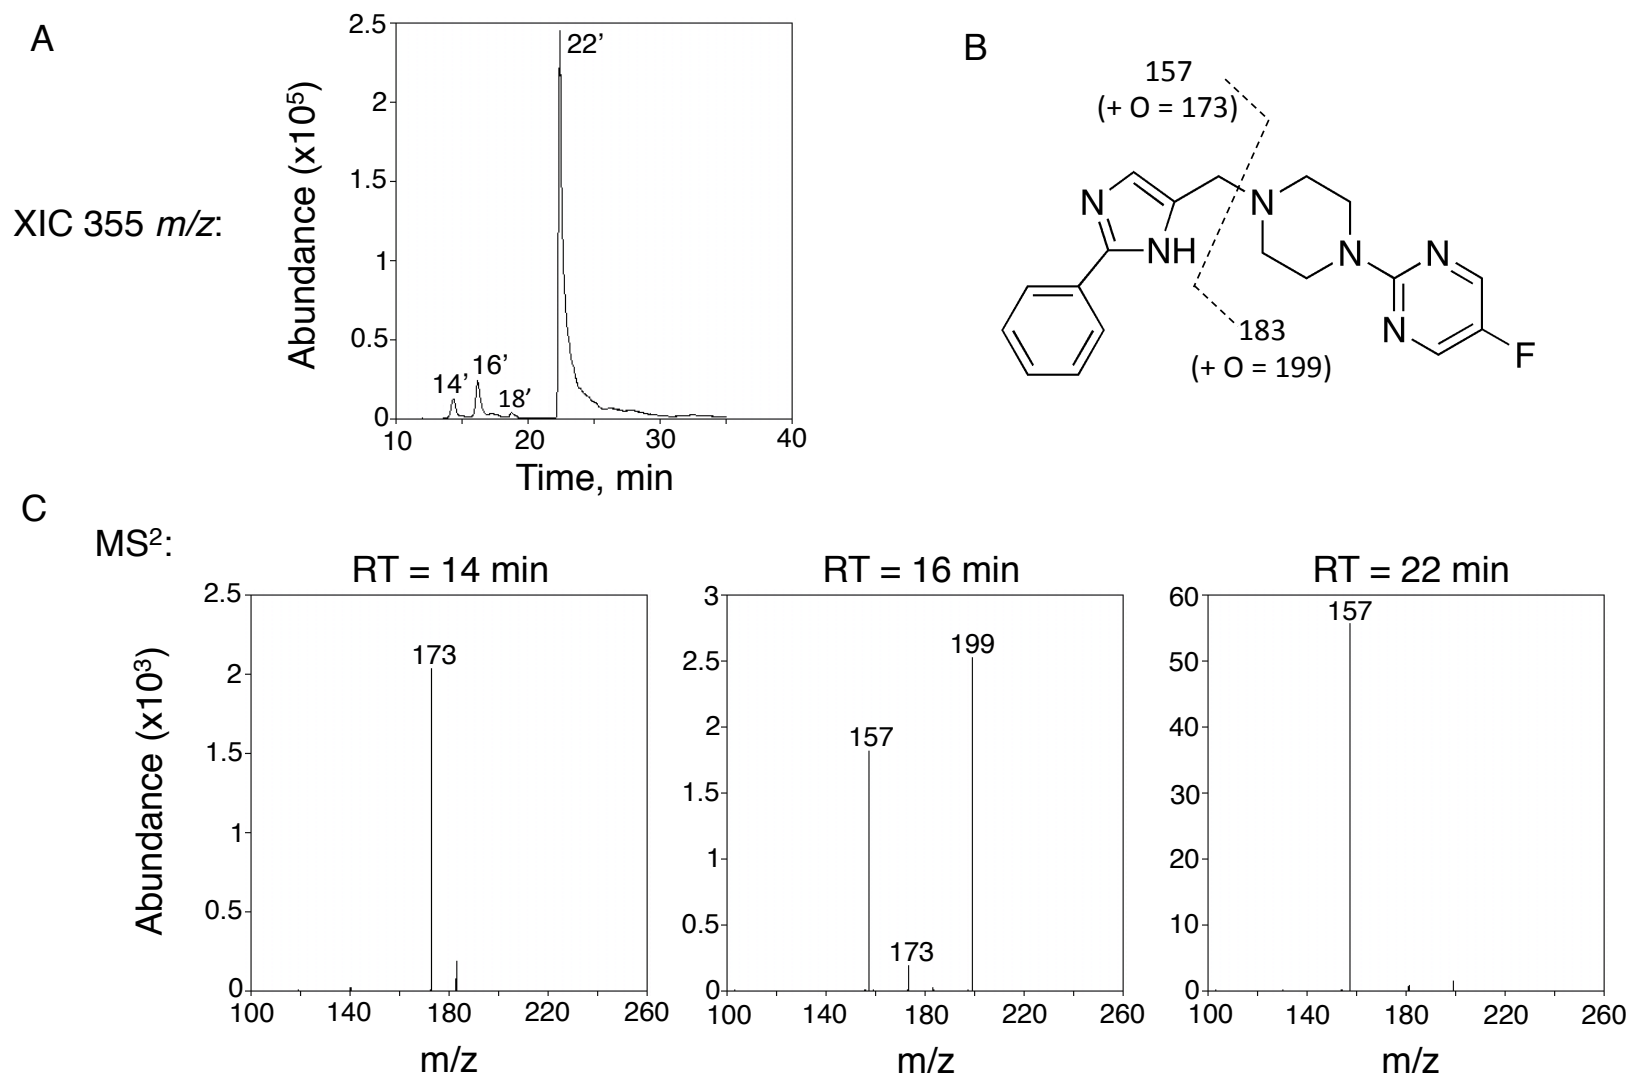 A
XIC 355 m/z:
Abundance (x10⁵)
2.5
2
1.5
1
0.5
0
22’
14’
16’
18’
10
20
30
40
Time, min
B
157
(+ O = 173)
N
NH
N
N
N
N
F
183
(+ O = 199)
C
MS²:
RT = 14 min
Abundance (x10³)
2.5
2
1.5
1
0.5
0
173
100
140
180
220
260
m/z
RT = 16 min
3
2.5
2
1.5
1
0.5
0
157
173
199
100
140
180
220
260
m/z
RT = 22 min
60
50
40
30
20
10
0
157
100
140
180
220
260
m/z